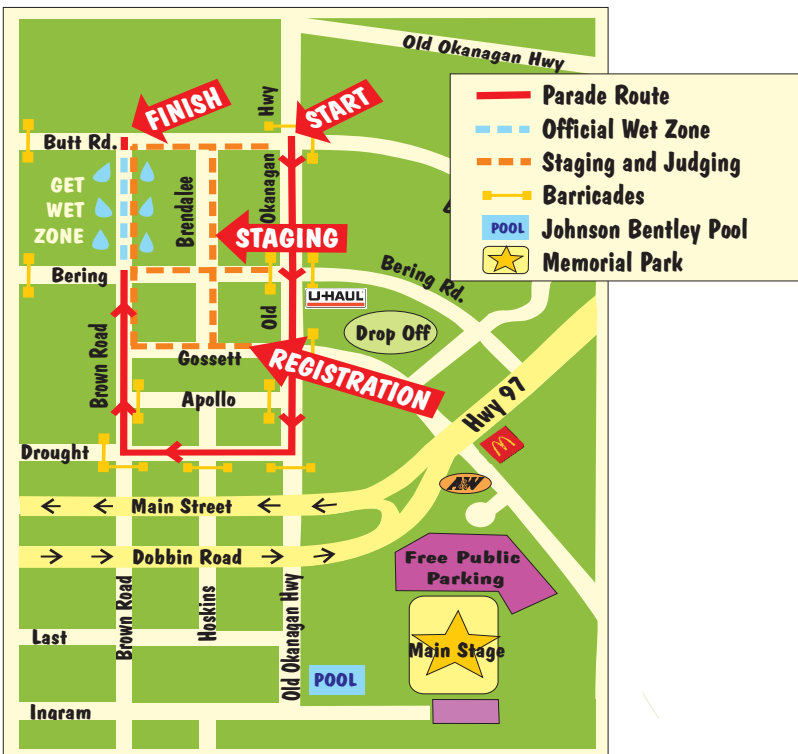 Old Okanagan Hwy
FINISH
Hwy
START
Butt Rd.
Parade Route
Official Wet Zone
Staging and Judging
Barricades
POOL Johnson Bentley Pool
Memorial Park
GET
WET
ZONE
Brendalee
Okanagan
STAGING
Bering
Bering Rd.
U-HAUL
Old
Drop Off
Gossett
REGISTRATION
Brown Road
Apollo
Hwy 97
Drought
A&W
Main Street
Dobbin Road
Free Public
Parking
Brown Road
Hoskins
Old Okanagan Hwy
Last
Main Stage
POOL
Ingram